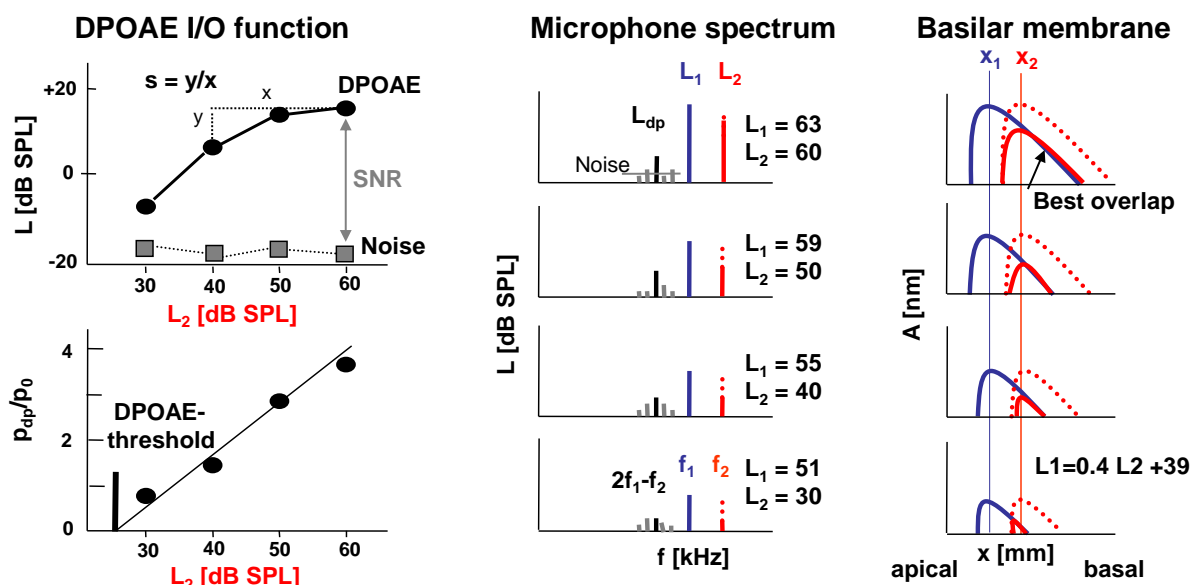 DPOAE I/O function
s = y/x
DPOAE
x
y
+20
0
-20
L [dB SPL]
SNR
Noise
30 40 50 60
L₂ [dB SPL]
4
2
0
p_dp/p₀
DPOAE-
threshold
30 40 50 60
L₂ [dB SPL]
Microphone spectrum
L₁ L₂
L_dp
Noise
L₁ = 63
L₂ = 60
L₁ = 59
L₂ = 50
L [dB SPL]
L₁ = 55
L₂ = 40
2f₁-f₂ f₁ f₂
L₁ = 51
L₂ = 30
f [kHz]
Basilar membrane
x₁ x₂
Best overlap
A [nm]
L1=0.4 L2 +39
apical x [mm] basal